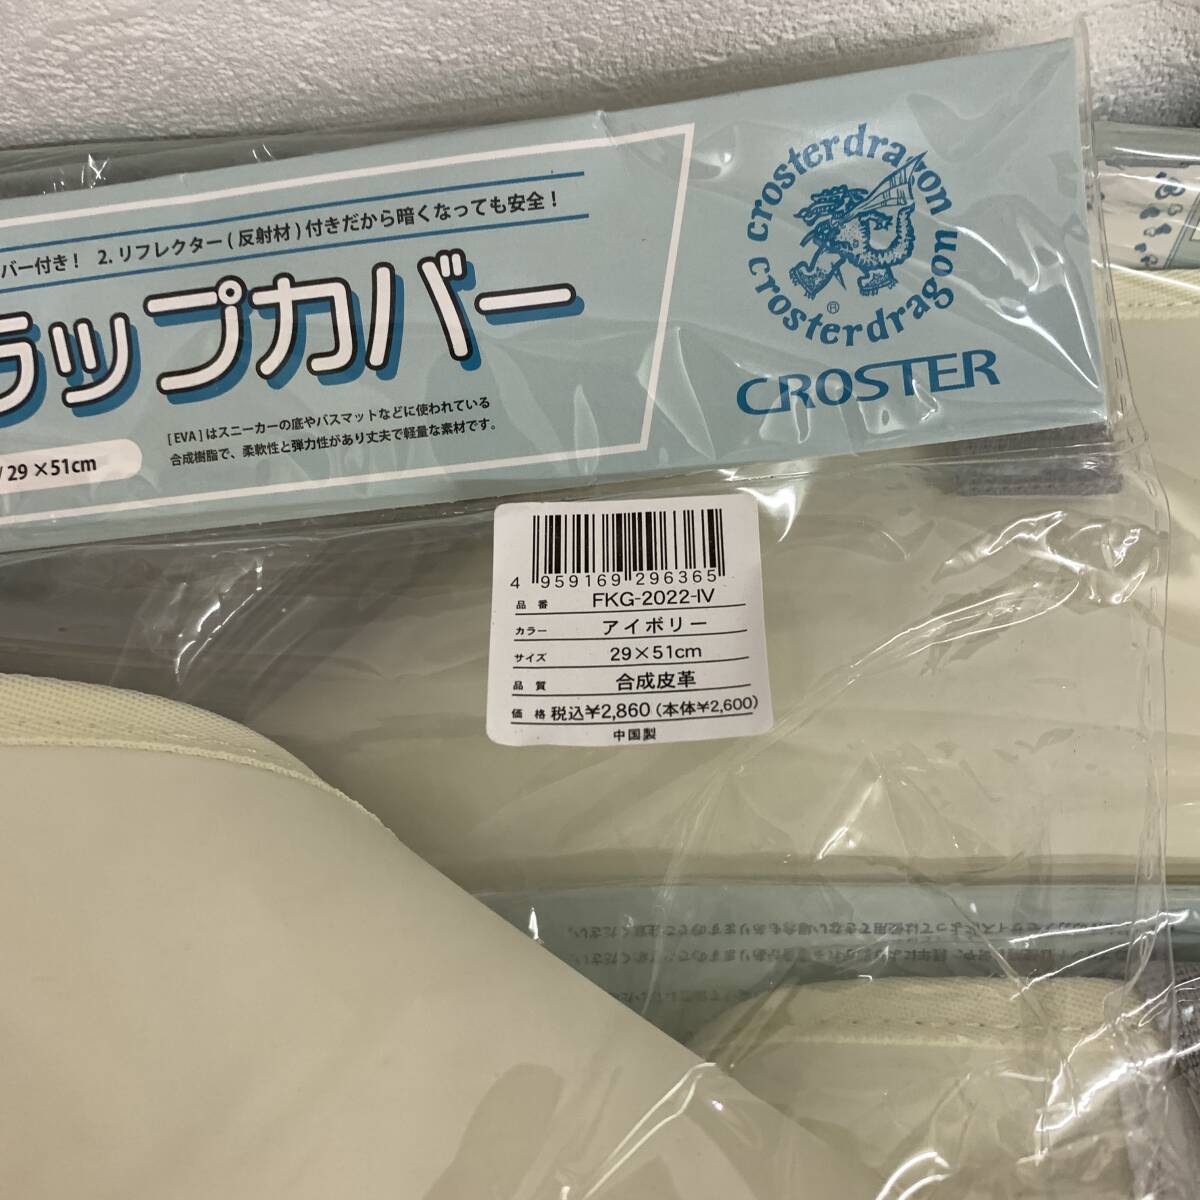 バー付き！ 2. リフレクター(反射材)付きだから暗くなっても安全！
ラップカバー
[EVA]はスニーカーの底やバスマットなどに使われている
合成樹脂で、柔軟性と弾力性があり丈夫で軽量な素材です。
/ 29 ×51cm
crosterdragon
crosterdragon
®
CROSTER
4 959169 296365
品番 FKG-2022-IV
カラー アイボリー
サイズ 29×51cm
品質 合成皮革
価格 税込¥2,860（本体¥2,600）
中国製